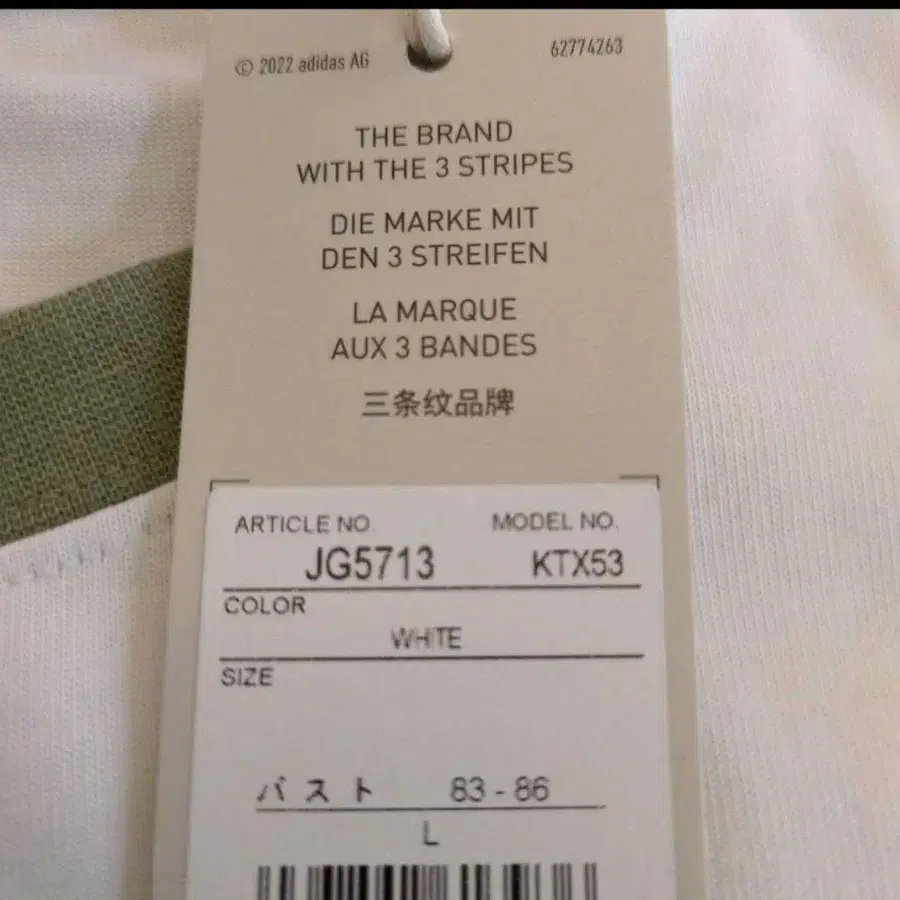 © 2022 adidas AG 62774263
THE BRAND
WITH THE 3 STRIPES
DIE MARKE MIT
DEN 3 STREIFEN
LA MARQUE
AUX 3 BANDES
三条纹品牌
ARTICLE NO. MODEL NO.
JG5713 KTX53
COLOR
WHITE
SIZE
バスト 83 - 86
L